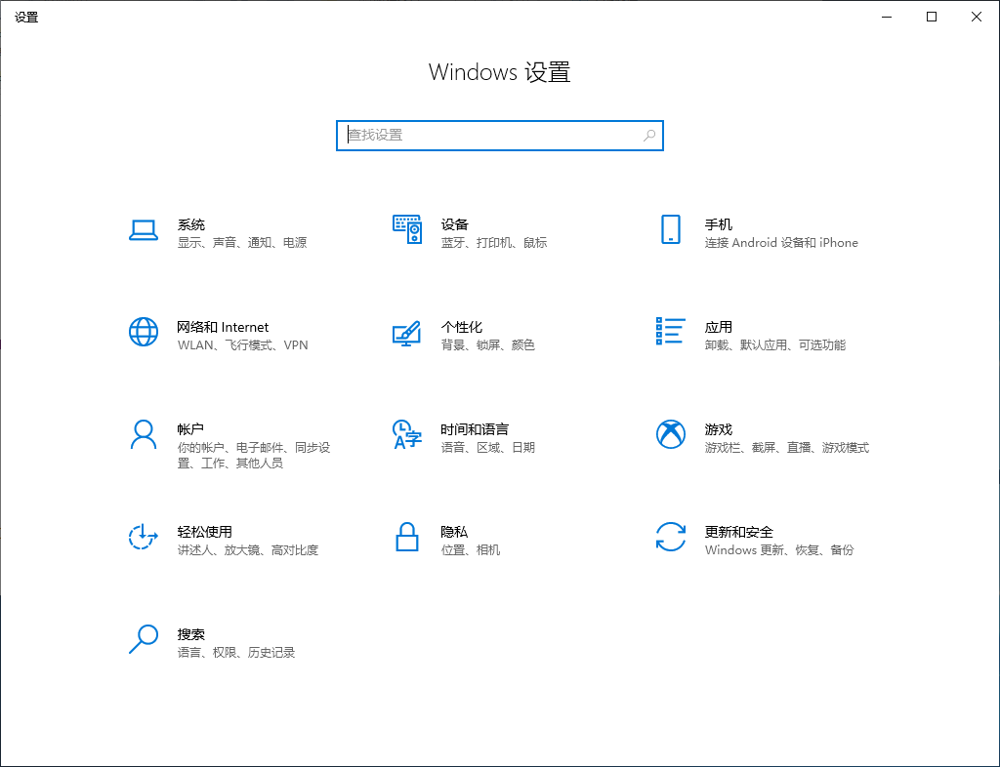 设置
Windows 设置
查找设置
系统
显示、声音、通知、电源
设备
蓝牙、打印机、鼠标
手机
连接 Android 设备和 iPhone
网络和 Internet
WLAN、飞行模式、VPN
个性化
背景、锁屏、颜色
应用
卸载、默认应用、可选功能
帐户
你的帐户、电子邮件、同步设
置、工作、其他人员
时间和语言
语音、区域、日期
游戏
游戏栏、截屏、直播、游戏模式
轻松使用
讲述人、放大镜、高对比度
隐私
位置、相机
更新和安全
Windows 更新、恢复、备份
搜索
语言、权限、历史记录